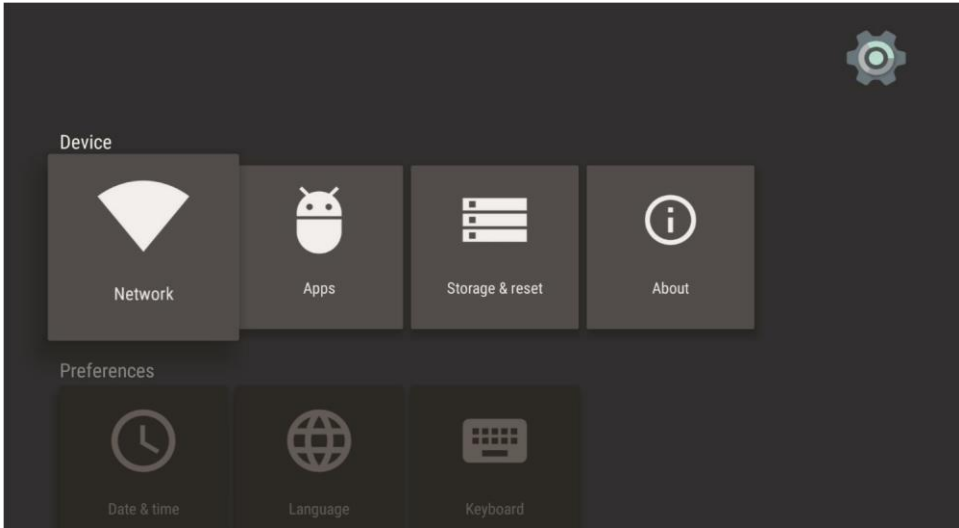 Device
Network
Apps
Storage & reset
About
Preferences
Date & time
Language
Keyboard